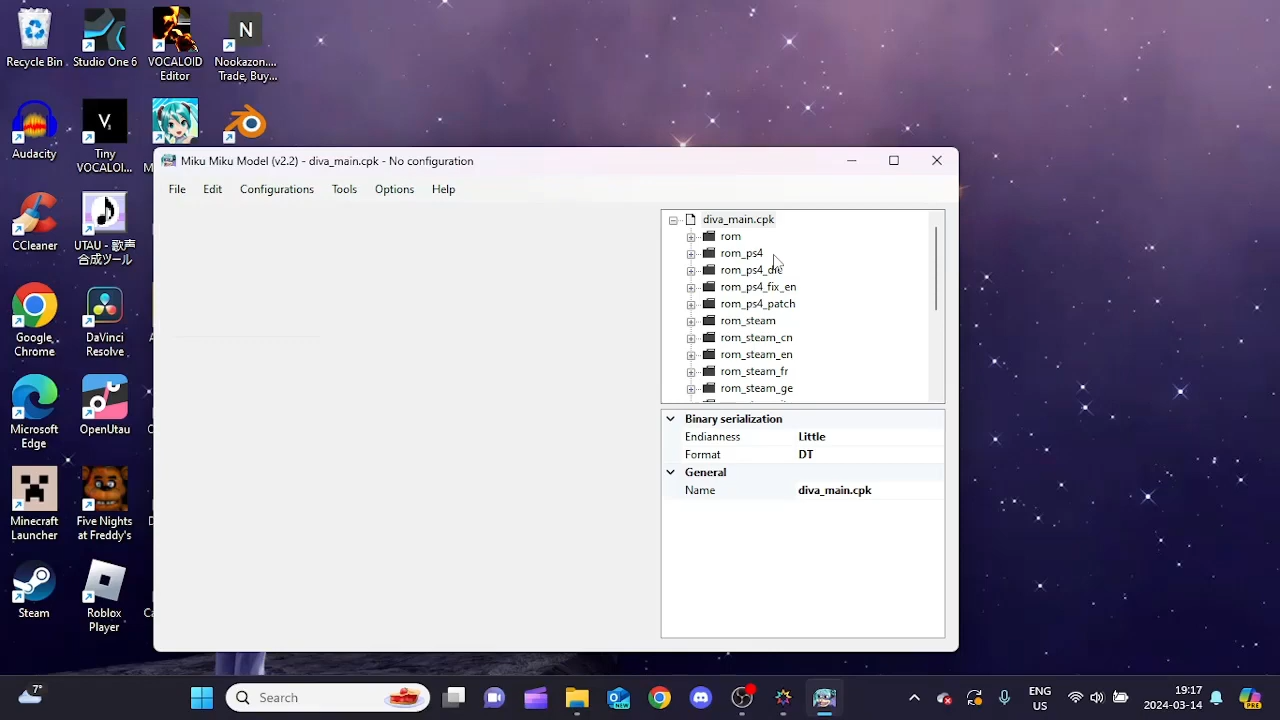 N
Recycle Bin
Studio One 6
VOCALOID
Editor
Nookazon....
Trade, Buy...
V3
Audacity
Tiny
VOCALOI...
CCleaner
UTAU - 歌声
合成ツール
Google
Chrome
DaVinci
Resolve
Microsoft
Edge
OpenUtau
Minecraft
Launcher
Five Nights
at Freddy's
Steam
Roblox
Player
Miku Miku Model (v2.2) - diva_main.cpk - No configuration
File Edit Configurations Tools Options Help
diva_main.cpk
rom
rom_ps4
rom_ps4_dlc
rom_ps4_fix_en
rom_ps4_patch
rom_steam
rom_steam_cn
rom_steam_en
rom_steam_fr
rom_steam_ge
Binary serialization
Endianness Little
Format DT
General
Name diva_main.cpk
7°
Search
NEW
ENG
US
2024-03-14
PRE